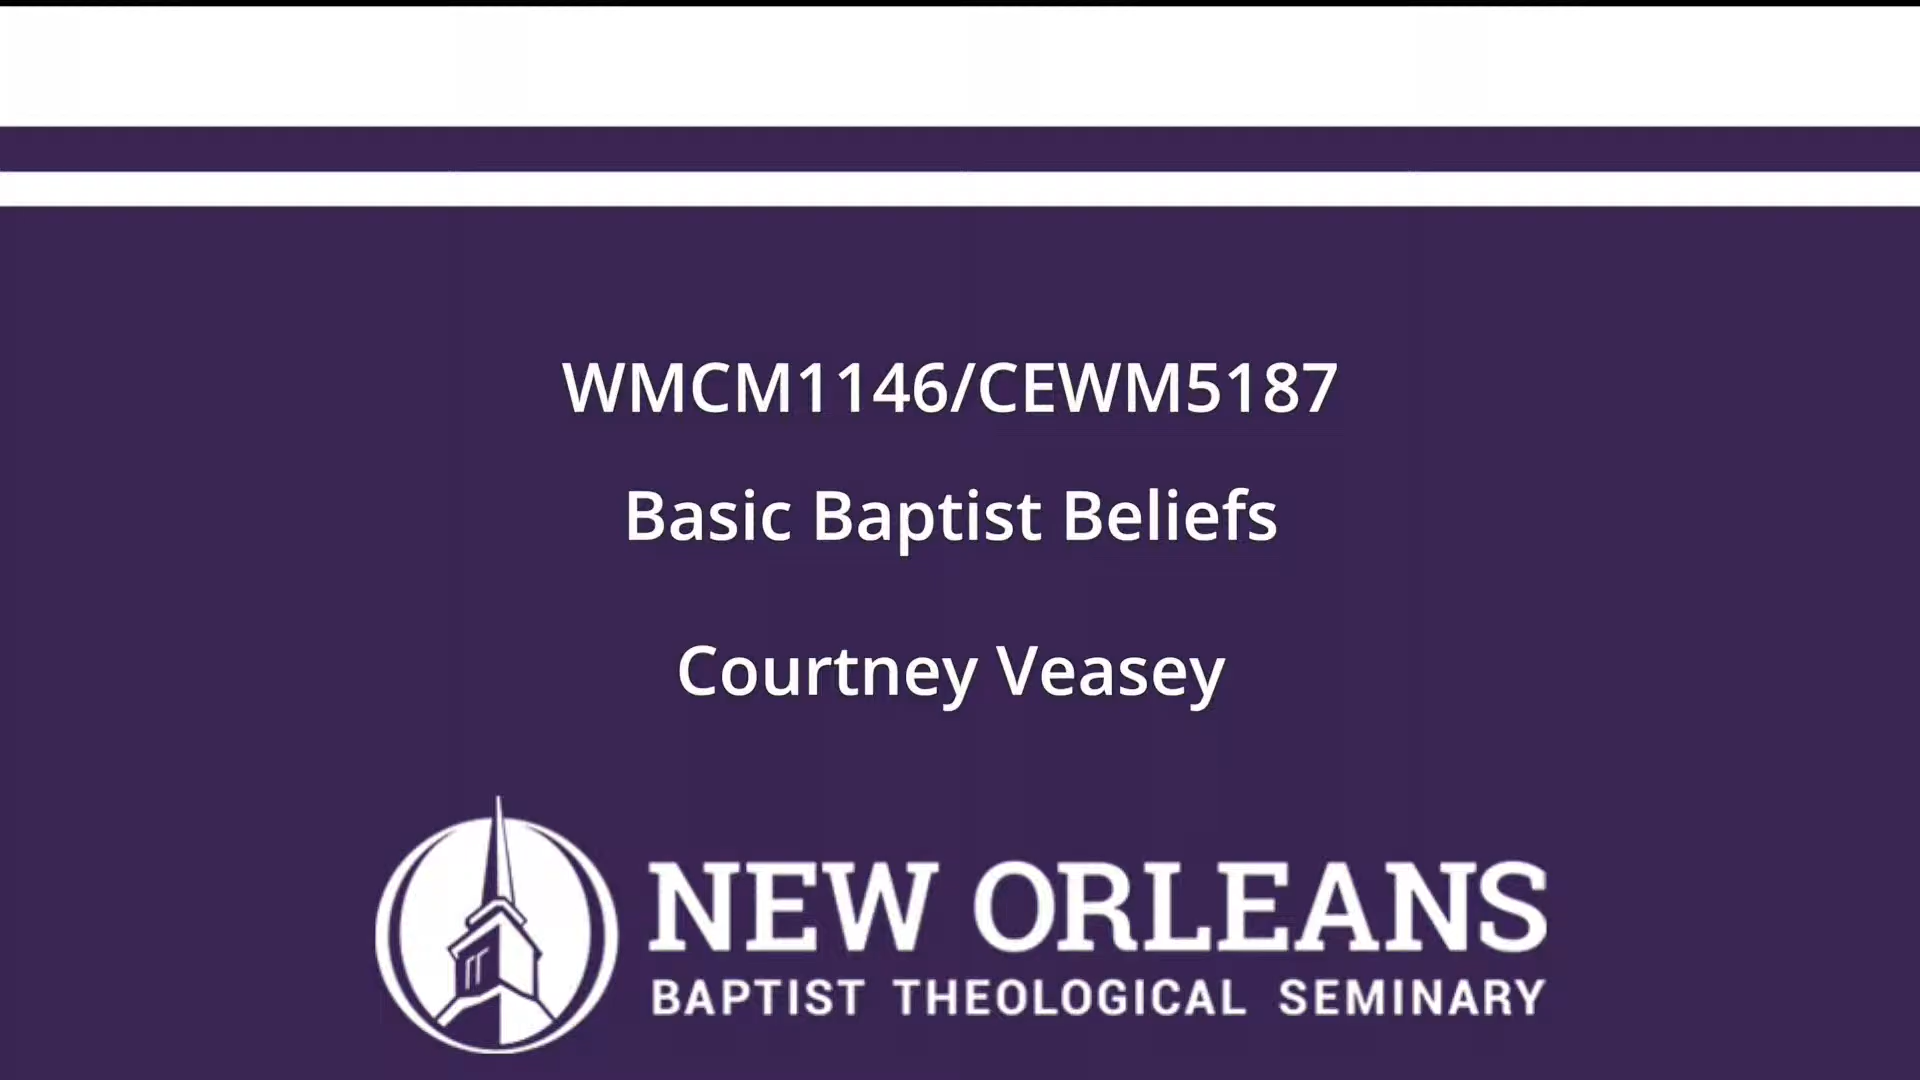 WMCM1146/CEWM5187
Basic Baptist Beliefs
Courtney Veasey
NEW ORLEANS
BAPTIST THEOLOGICAL SEMINARY